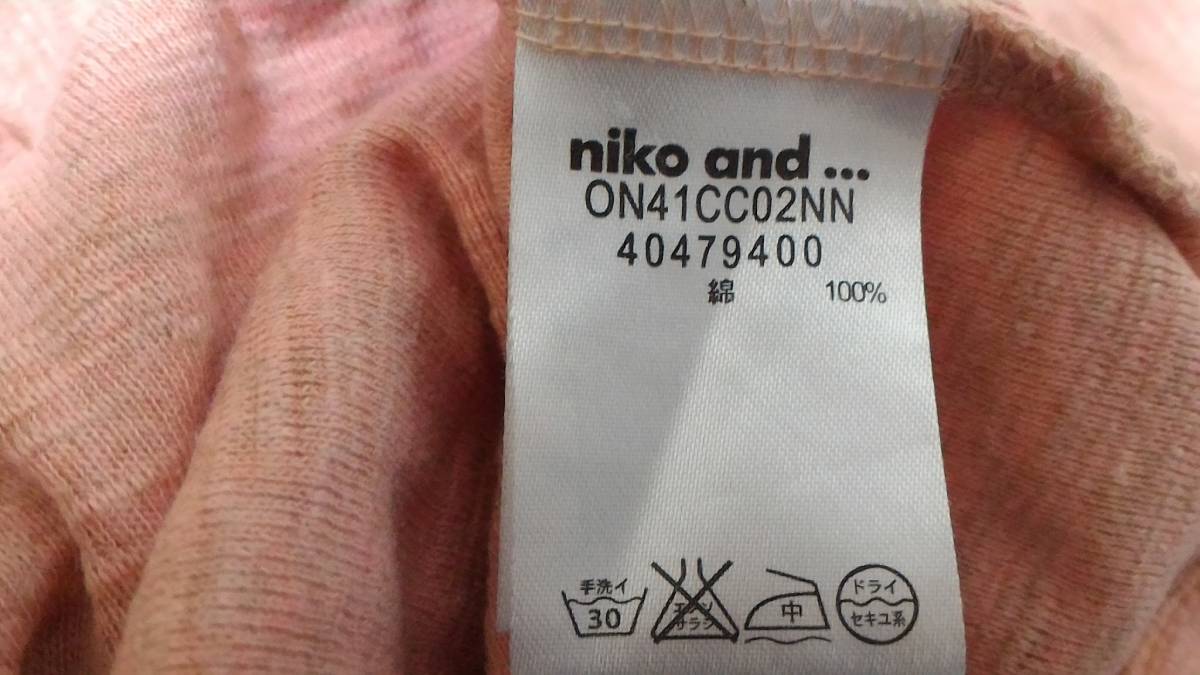 niko and ...
ON41CC02NN
40479400
綿 100%
手洗イ
30
エンソ
サラシ
中
ドライ
セキユ系